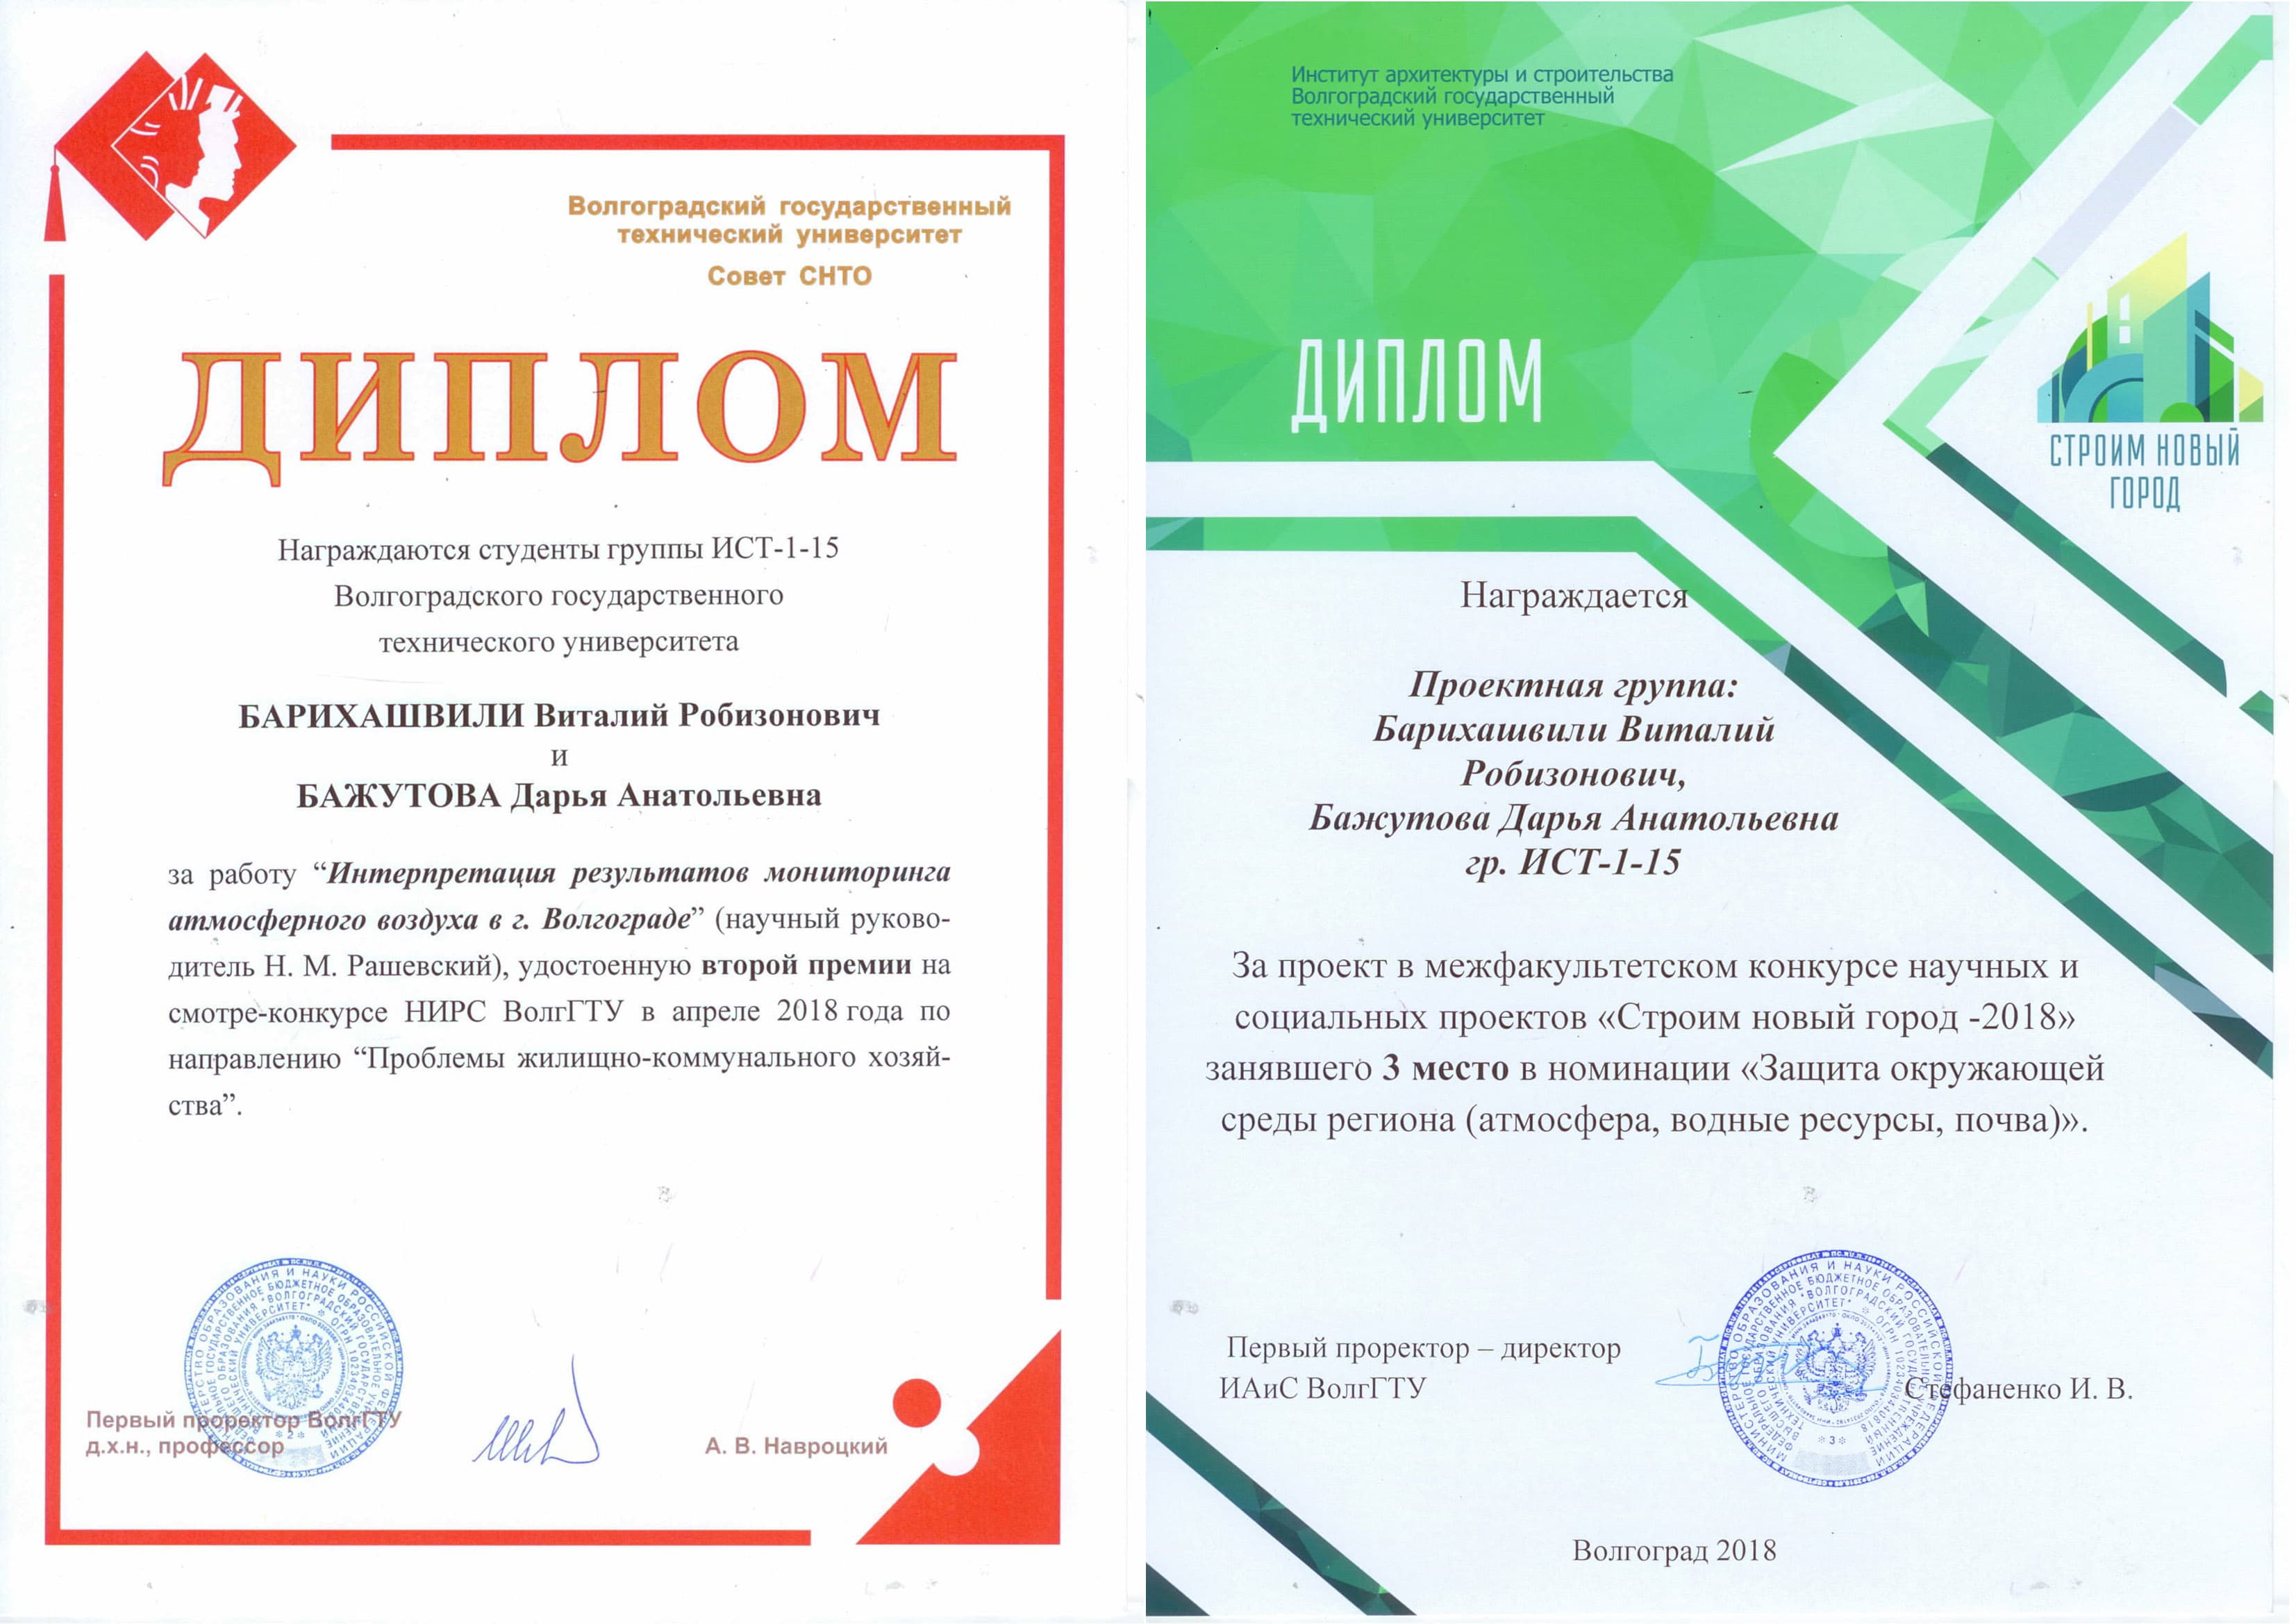 Волгоградский государственный
технический университет
Совет СНТО
ДИПЛОМ
Награждаются студенты группы ИСТ-1-15
Волгоградского государственного
технического университета
БАРИХАШВИЛИ Виталий Робизонович
и
БАЖУТОВА Дарья Анатольевна
за работу “Интерпретация результатов мониторинга
атмосферного воздуха в г. Волгограде” (научный руково-
дитель Н. М. Рашевский), удостоенную второй премии на
смотре-конкурсе НИРС ВолгГТУ в апреле 2018 года по
направлению “Проблемы жилищно-коммунального хозяй-
ства”.
Первый проректор ВолгГТУ
д.х.н., профессор
А. В. Навроцкий
Институт архитектуры и строительства
Волгоградский государственный
технический университет
ДИПЛОМ
СТРОИМ НОВЫЙ
ГОРОД
Награждается
Проектная группа:
Барихашвили Виталий
Робизонович,
Бажутова Дарья Анатольевна
гр. ИСТ-1-15
За проект в межфакультетском конкурсе научных и
социальных проектов «Строим новый город -2018»
занявшего 3 место в номинации «Защита окружающей
среды региона (атмосфера, водные ресурсы, почва)».
Первый проректор – директор
ИАиС ВолгГТУ
Стефаненко И. В.
Волгоград 2018